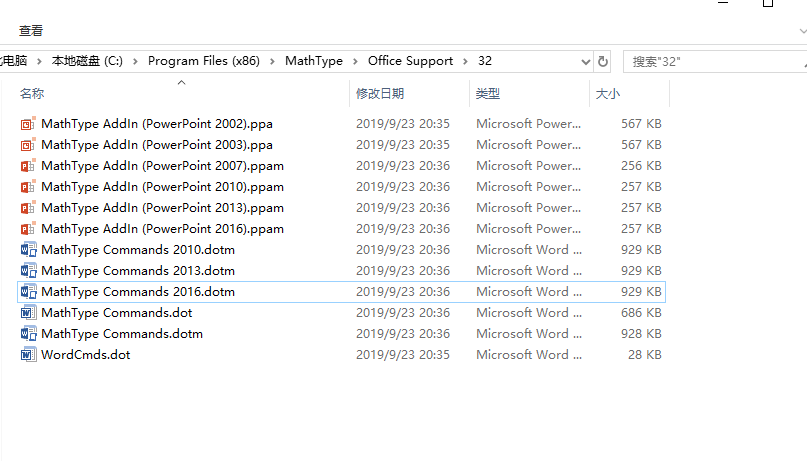 查看
电脑 本地磁盘 (C:) Program Files (x86) MathType Office Support 32 搜索"32"
名称 修改日期 类型 大小
MathType AddIn (PowerPoint 2002).ppa 2019/9/23 20:35 Microsoft Power... 567 KB
MathType AddIn (PowerPoint 2003).ppa 2019/9/23 20:35 Microsoft Power... 567 KB
MathType AddIn (PowerPoint 2007).ppam 2019/9/23 20:36 Microsoft Power... 256 KB
MathType AddIn (PowerPoint 2010).ppam 2019/9/23 20:36 Microsoft Power... 257 KB
MathType AddIn (PowerPoint 2013).ppam 2019/9/23 20:36 Microsoft Power... 257 KB
MathType AddIn (PowerPoint 2016).ppam 2019/9/23 20:36 Microsoft Power... 257 KB
MathType Commands 2010.dotm 2019/9/23 20:36 Microsoft Word ... 929 KB
MathType Commands 2013.dotm 2019/9/23 20:36 Microsoft Word ... 929 KB
MathType Commands 2016.dotm 2019/9/23 20:36 Microsoft Word ... 929 KB
MathType Commands.dot 2019/9/23 20:36 Microsoft Word ... 686 KB
MathType Commands.dotm 2019/9/23 20:36 Microsoft Word ... 928 KB
WordCmds.dot 2019/9/23 20:35 Microsoft Word ... 28 KB